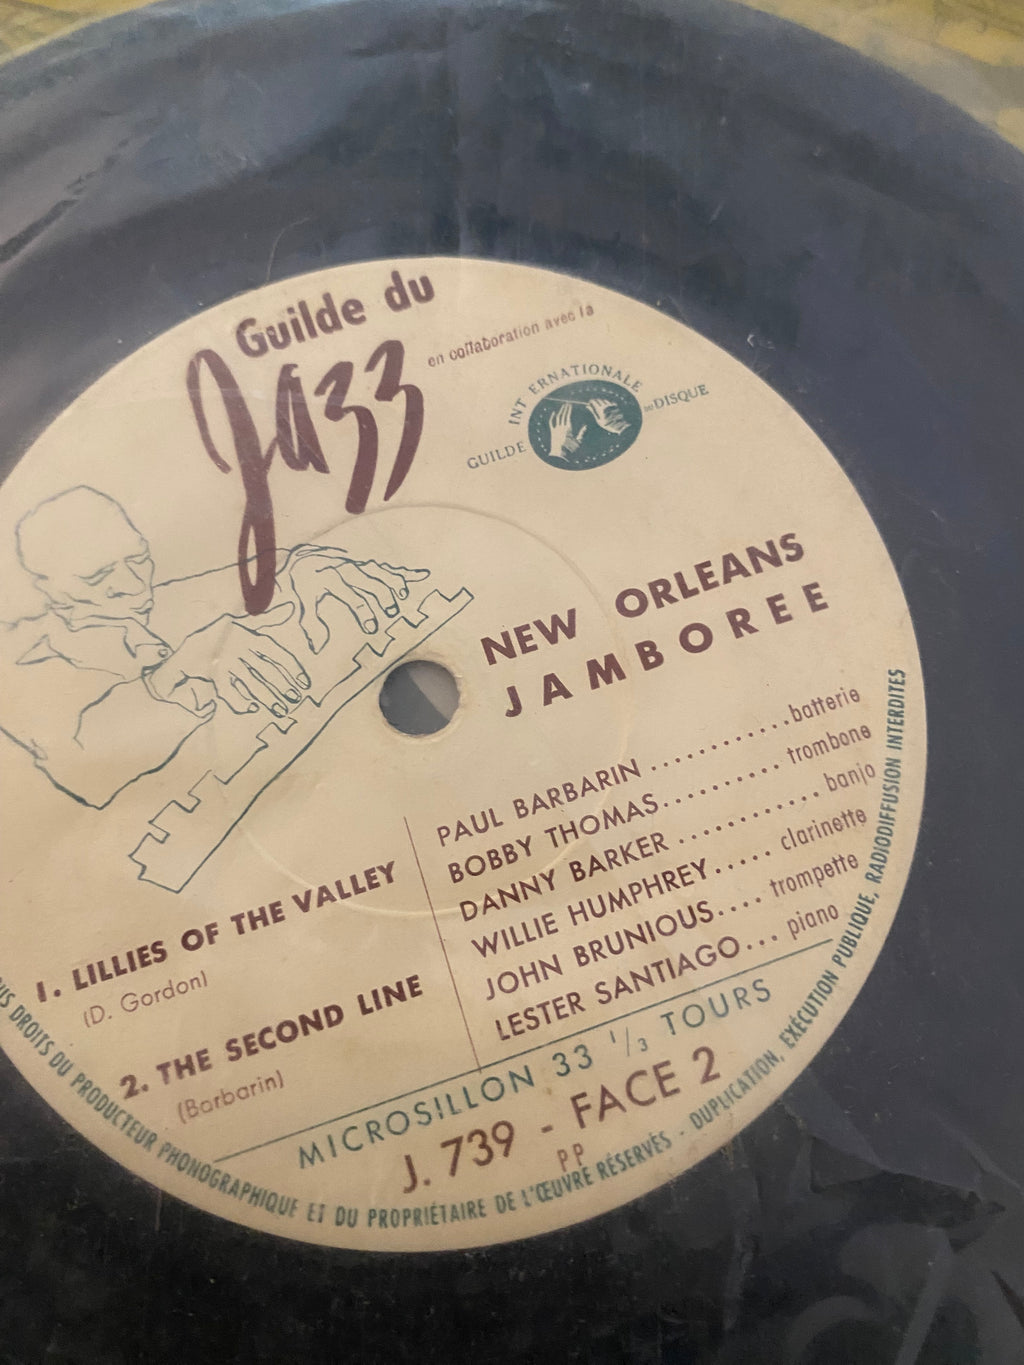 Guilde du
Jazz
en collaboration avec la
GUILDE INTERNATIONALE DU DISQUE
NEW ORLEANS
JAMBOREE
PAUL BARBARIN ............ batterie
BOBBY THOMAS .......... trombone
DANNY BARKER ............ banjo
WILLIE HUMPHREY ..... clarinette
JOHN BRUNIOUS .... trompette
LESTER SANTIAGO ... piano
1. LILLIES OF THE VALLEY
(D. Gordon)
2. THE SECOND LINE
(Barbarin)
MICROSILLON 33 1/3 TOURS
J. 739 - FACE 2
PP
DROITS DU PRODUCTEUR PHONOGRAPHIQUE ET DU PROPRIÉTAIRE DE L'ŒUVRE RÉSERVÉS - DUPLICATION, EXÉCUTION PUBLIQUE, RADIODIFFUSION INTERDITES